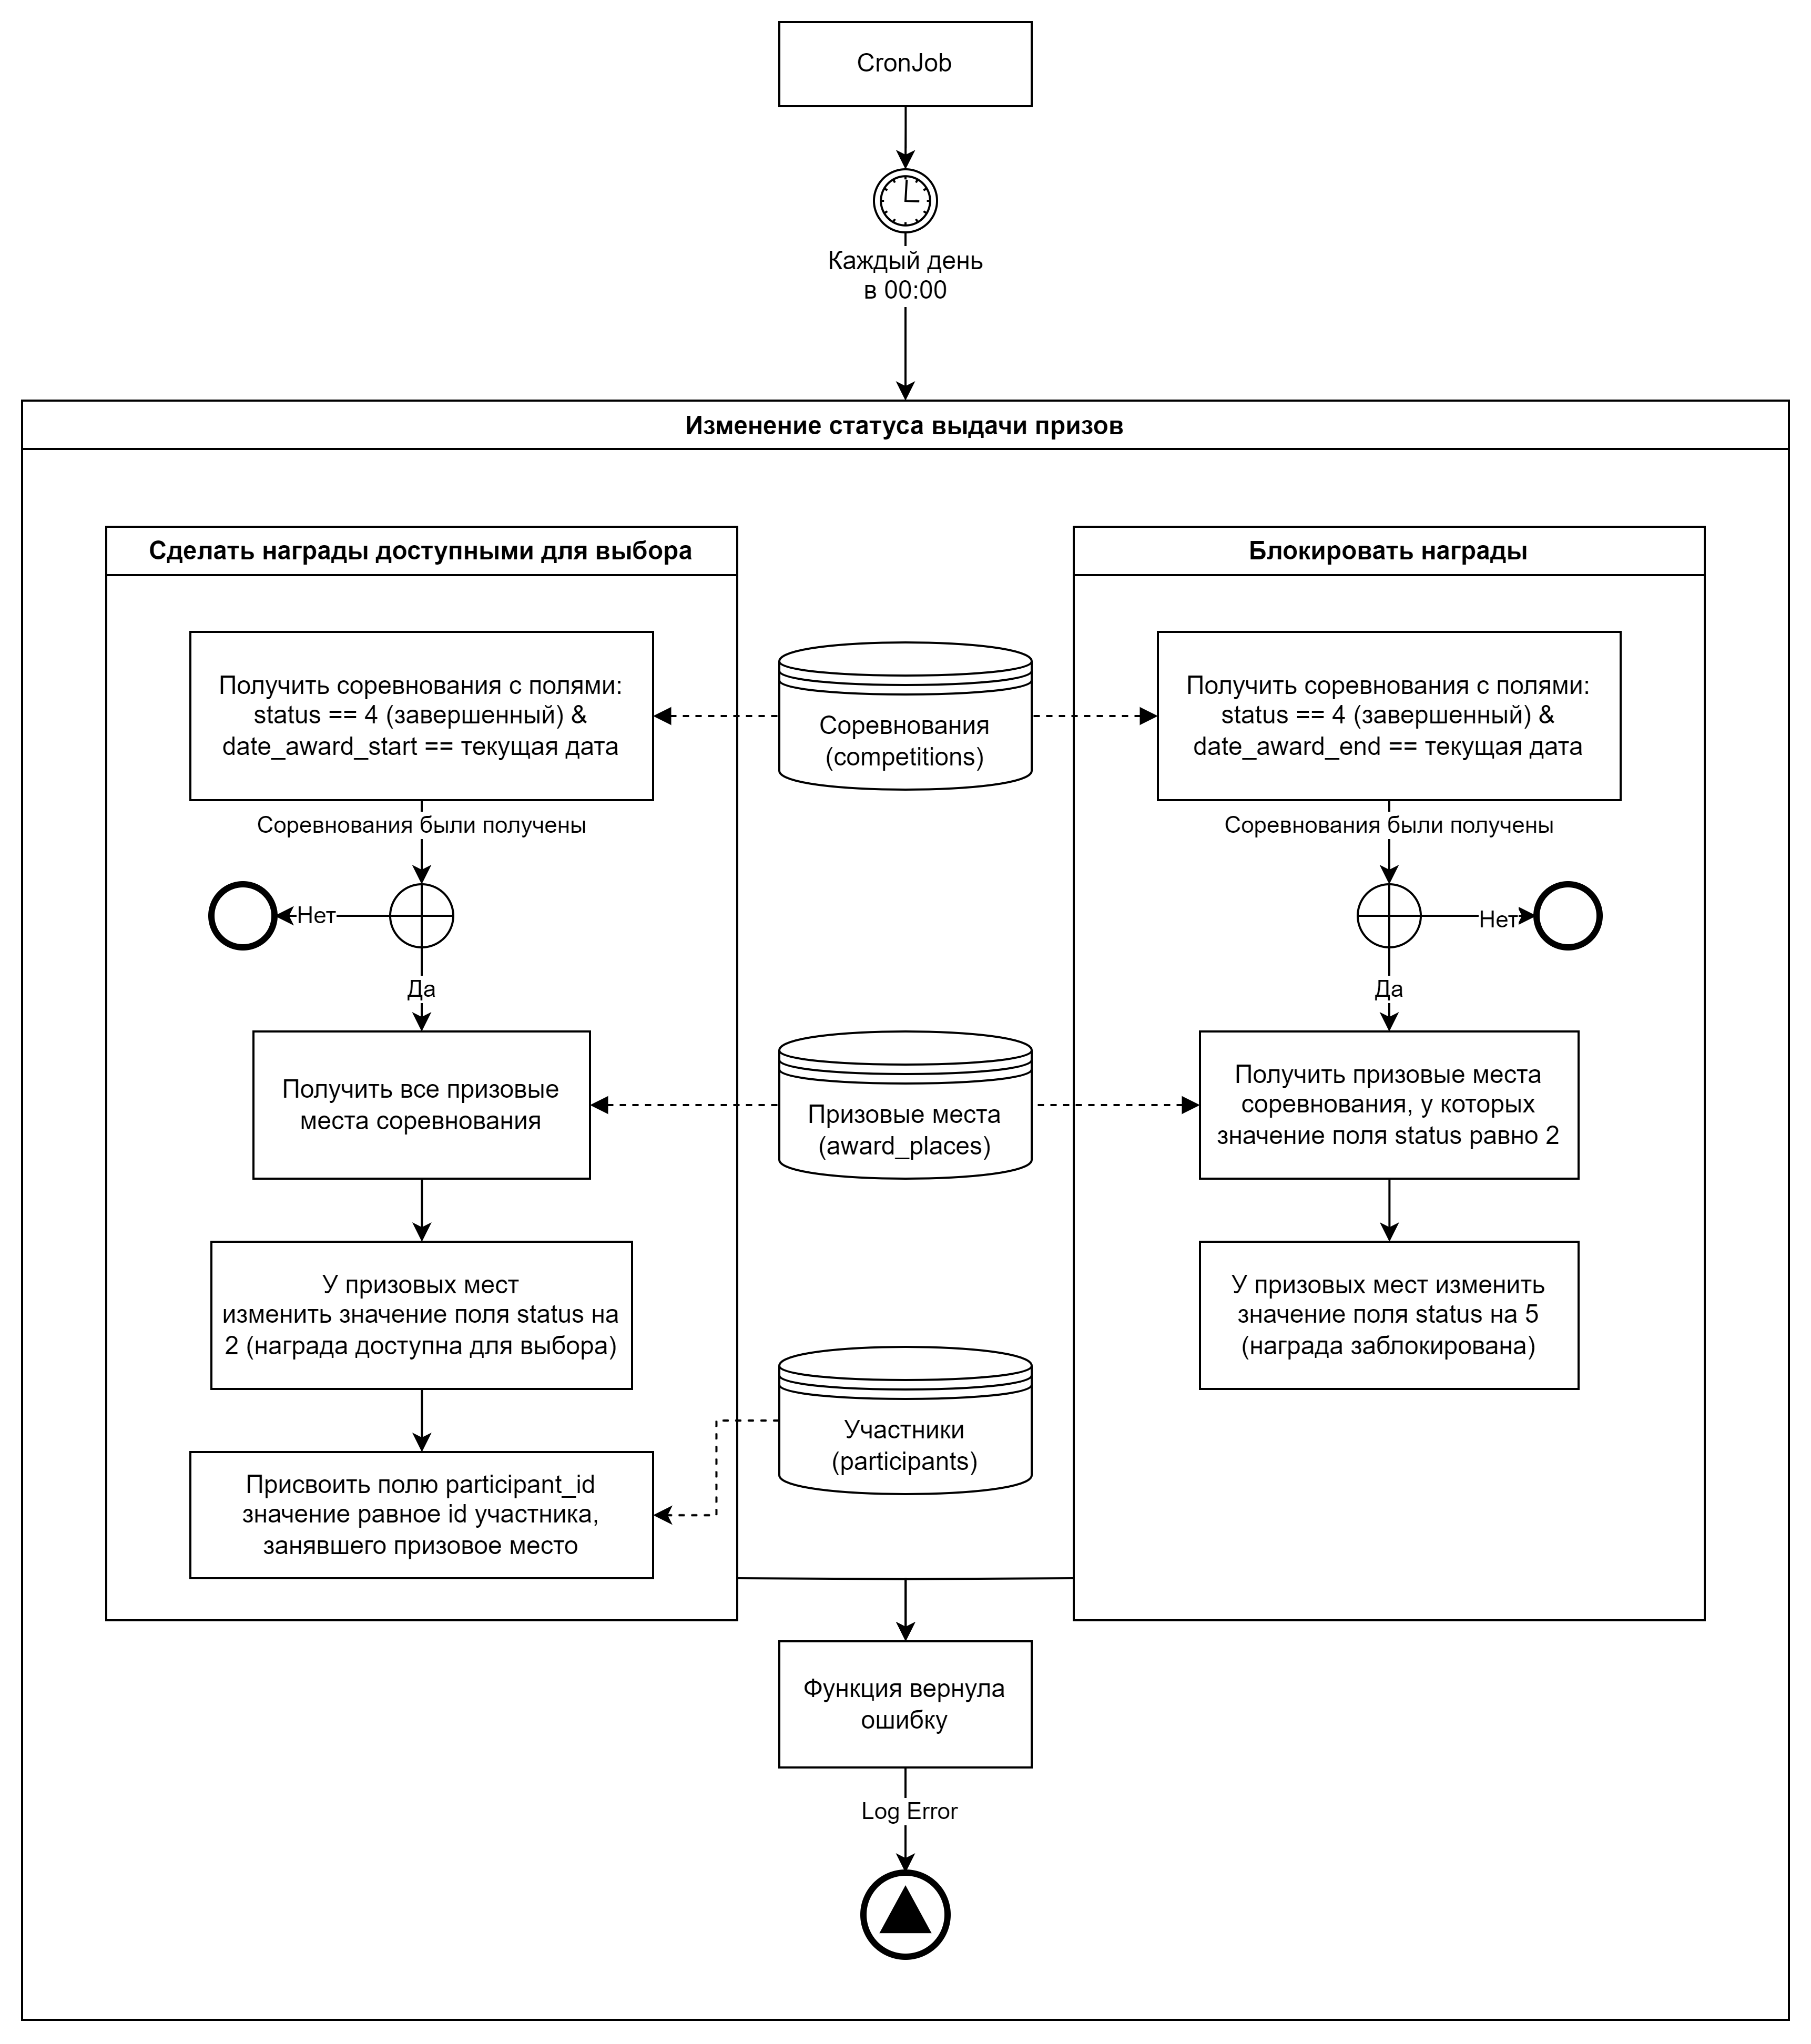 CronJob
Каждый день
в 00:00
Изменение статуса выдачи призов
Сделать награды доступными для выбора
Получить соревнования с полями:
status == 4 (завершенный) &
date_award_start == текущая дата
Соревнования были получены
Нет
Да
Получить все призовые
места соревнования
У призовых мест
изменить значение поля status на
2 (награда доступна для выбора)
Присвоить полю participant_id
значение равное id участника,
занявшего призовое место
Соревнования
(competitions)
Призовые места
(award_places)
Участники
(participants)
Блокировать награды
Получить соревнования с полями:
status == 4 (завершенный) &
date_award_end == текущая дата
Соревнования были получены
Нет
Да
Получить призовые места
соревнования, у которых
значение поля status равно 2
У призовых мест изменить
значение поля status на 5
(награда заблокирована)
Функция вернула
ошибку
Log Error